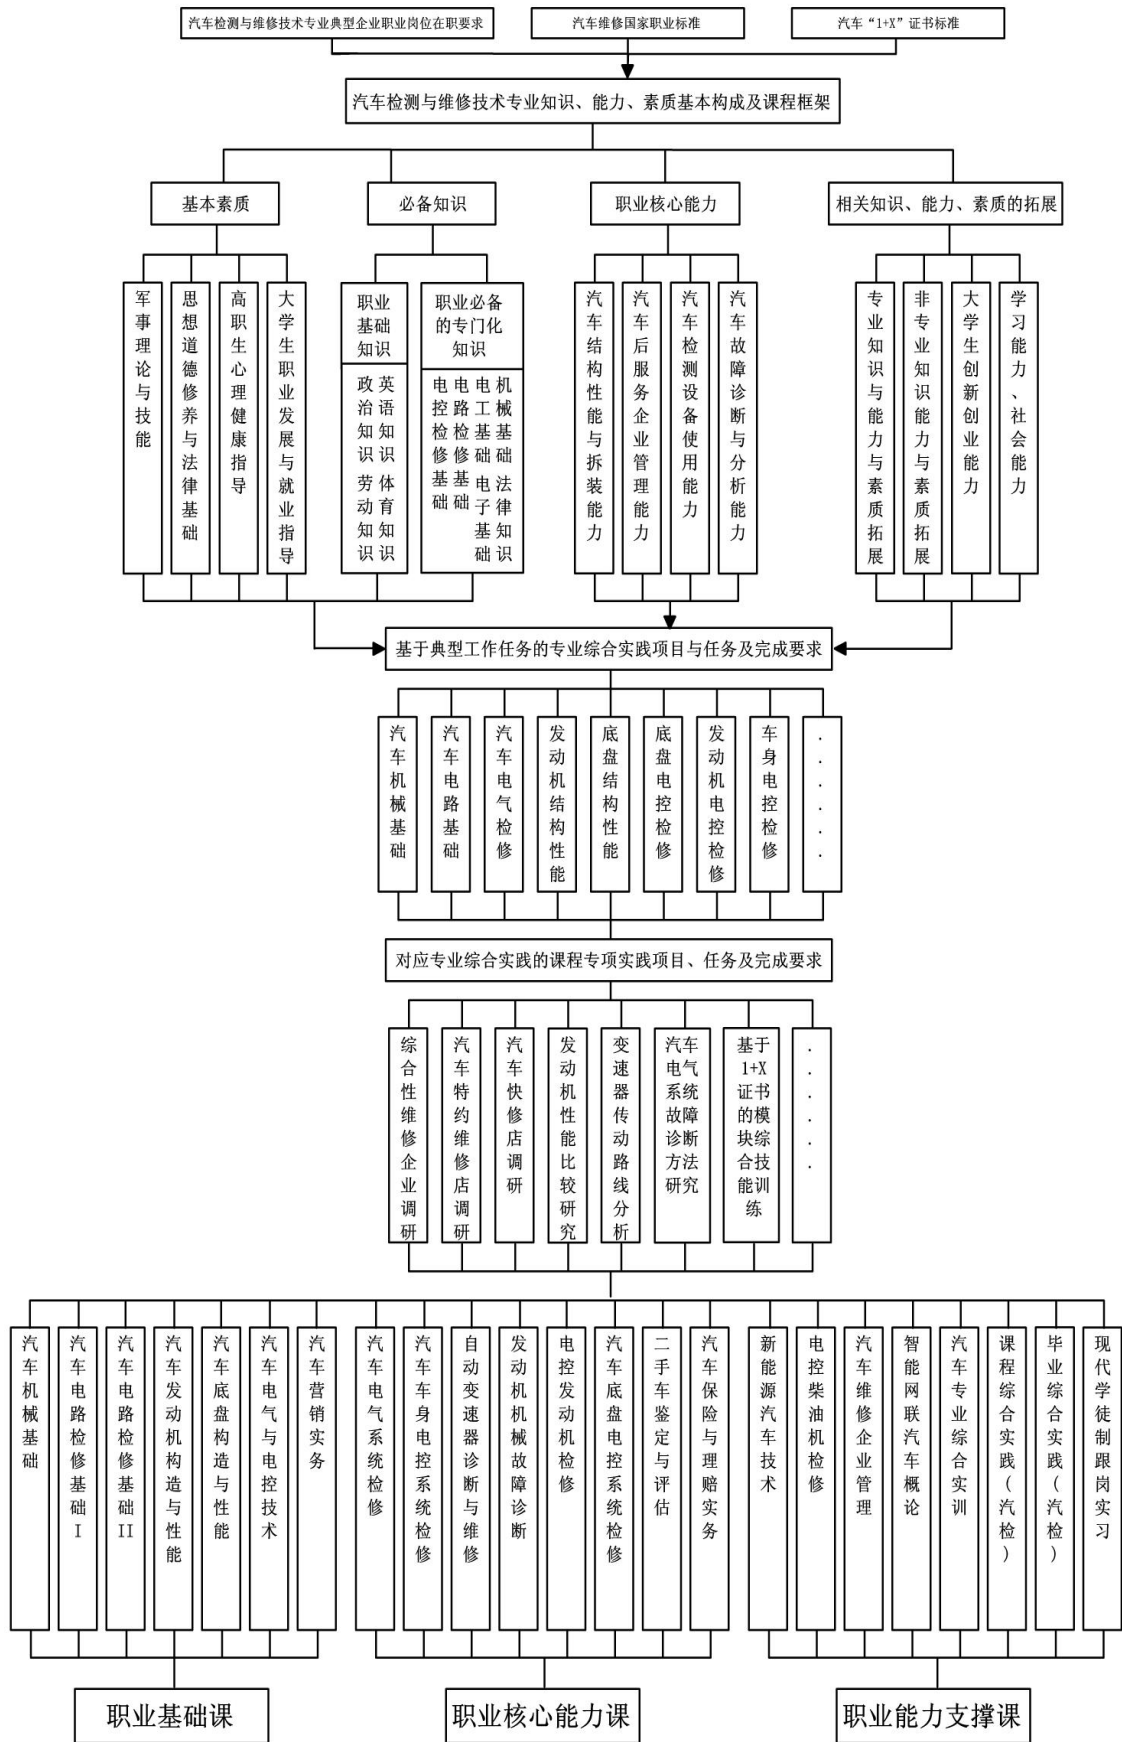 汽车检测与维修技术专业典型企业职业岗位在职要求
汽车维修国家职业标准
汽车“1+X”证书标准
汽车检测与维修技术专业知识、能力、素质基本构成及课程框架
基本素质
必备知识
职业核心能力
相关知识、能力、素质的拓展
军事理论与技能
思想道德修养与法律基础
高职生心理健康指导
大学生职业发展与就业指导
职业
基础
知识
政治知识 劳动知识
英语知识 体育知识
职业必备
的专门化
知识
电控检修基础
电路检修基础
电工基础 电子基础
机械基础 法律知识
汽车结构性能与拆装能力
汽车后服务企业管理能力
汽车检测设备使用能力
汽车故障诊断与分析能力
专业知识与能力与素质拓展
非专业知识能力与素质拓展
大学生创新创业能力
学习能力、社会能力
基于典型工作任务的专业综合实践项目与任务及完成要求
汽车机械基础
汽车电路基础
汽车电气检修
发动机结构性能
底盘结构性能
底盘电控检修
发动机电控检修
车身电控检修
......
对应专业综合实践的课程专项实践项目、任务及完成要求
综合性维修企业调研
汽车特约维修店调研
汽车快修店调研
发动机性能比较研究
变速器传动路线分析
汽车
电气
系统
故障
诊断
方法
研究
基于
1+X
证书
的模
块综
合技
能训
练
......
汽车机械基础
汽车电路检修基础I
汽车电路检修基础II
汽车发动机构造与性能
汽车底盘构造与性能
汽车电气与电控技术
汽车营销实务
汽车电气系统检修
汽车车身电控系统检修
自动变速器诊断与维修
发动机机械故障诊断
电控发动机检修
汽车底盘电控系统检修
二手车鉴定与评估
汽车保险与理赔实务
新能源汽车技术
电控柴油机检修
汽车维修企业管理
智能网联汽车概论
汽车专业综合实训
课程综合实践(汽检)
毕业综合实践(汽检)
现代学徒制跟岗实习
职业基础课
职业核心能力课
职业能力支撑课